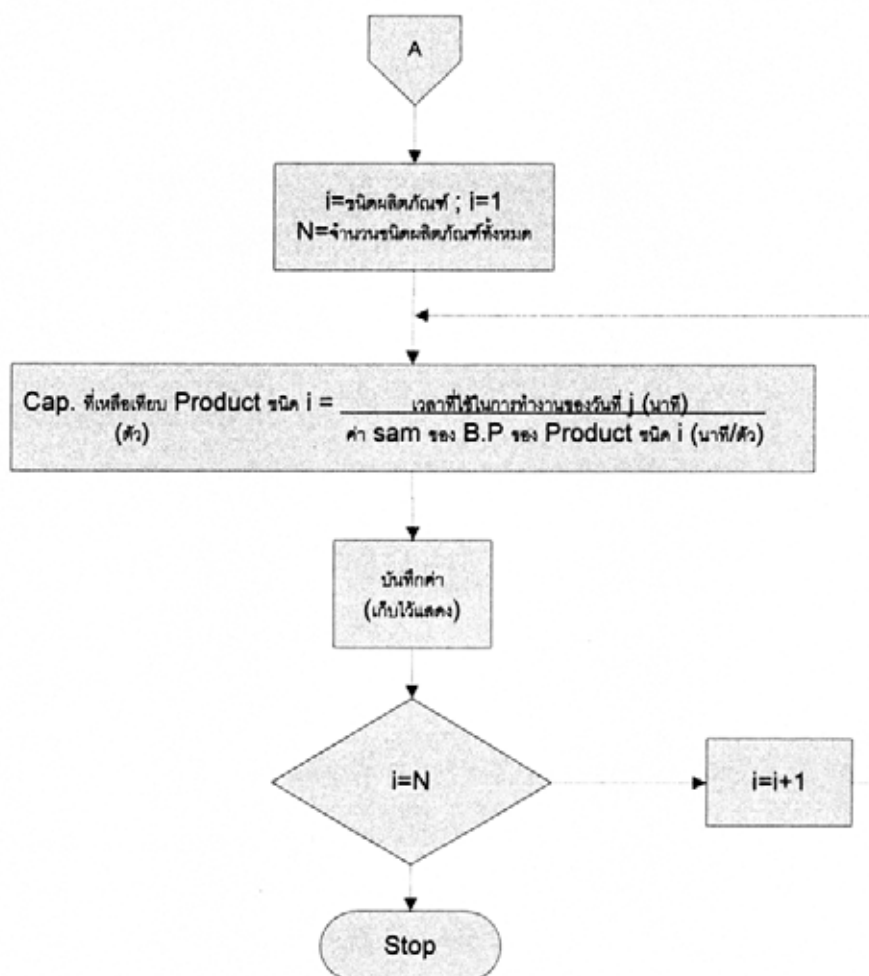 A
i=ชนิดผลิตภัณฑ์ ; i=1
N=จำนวนชนิดผลิตภัณฑ์ทั้งหมด
Cap. ที่เหลือเทียบ Product ชนิด i = เวลาที่ใช้ในการทำงานของวันที่ j (นาที)
(ตัว) ค่า sam ของ B.P ของ Product ชนิด i (นาที/ตัว)
บันทึกค่า
(เก็บไว้แสดง)
i=N
i=i+1
Stop